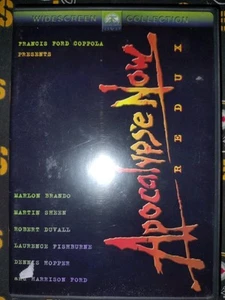 WIDESCREEN COLLECTION
FRANCIS FORD COPPOLA
PRESENTS
Apocalypse Now
REDUX
MARLON BRANDO
MARTIN SHEEN
ROBERT DUVALL
LAURENCE FISHBURNE
DENNIS HOPPER
AND HARRISON FORD